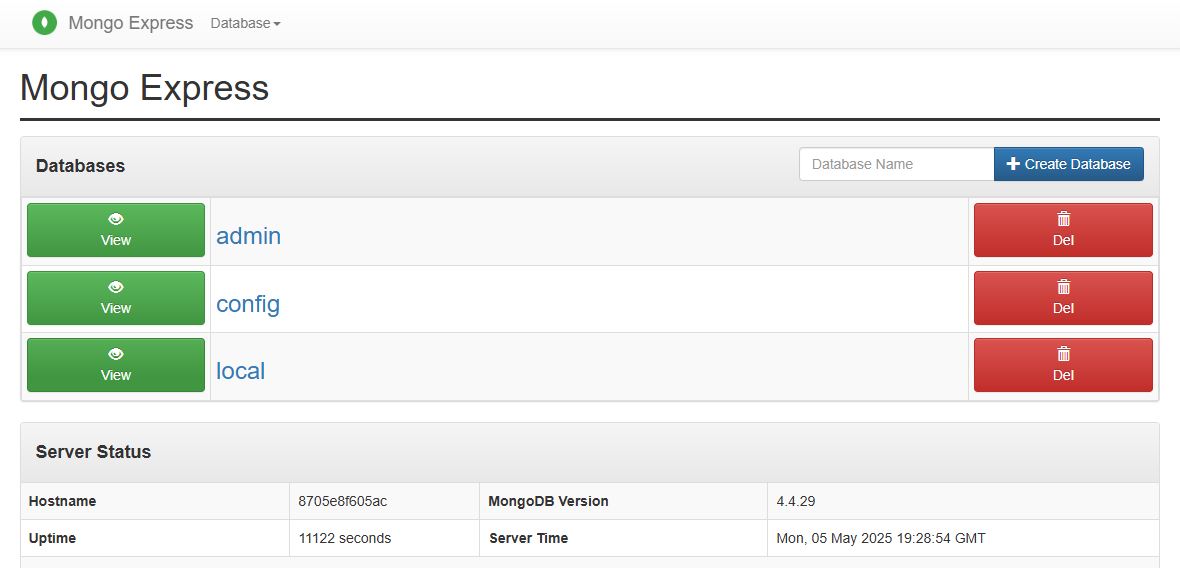 Mongo Express Database
Mongo Express
Databases Database Name Create Database
View admin Del
View config Del
View local Del
Server Status
Hostname 8705e8f605ac MongoDB Version 4.4.29
Uptime 11122 seconds Server Time Mon, 05 May 2025 19:28:54 GMT